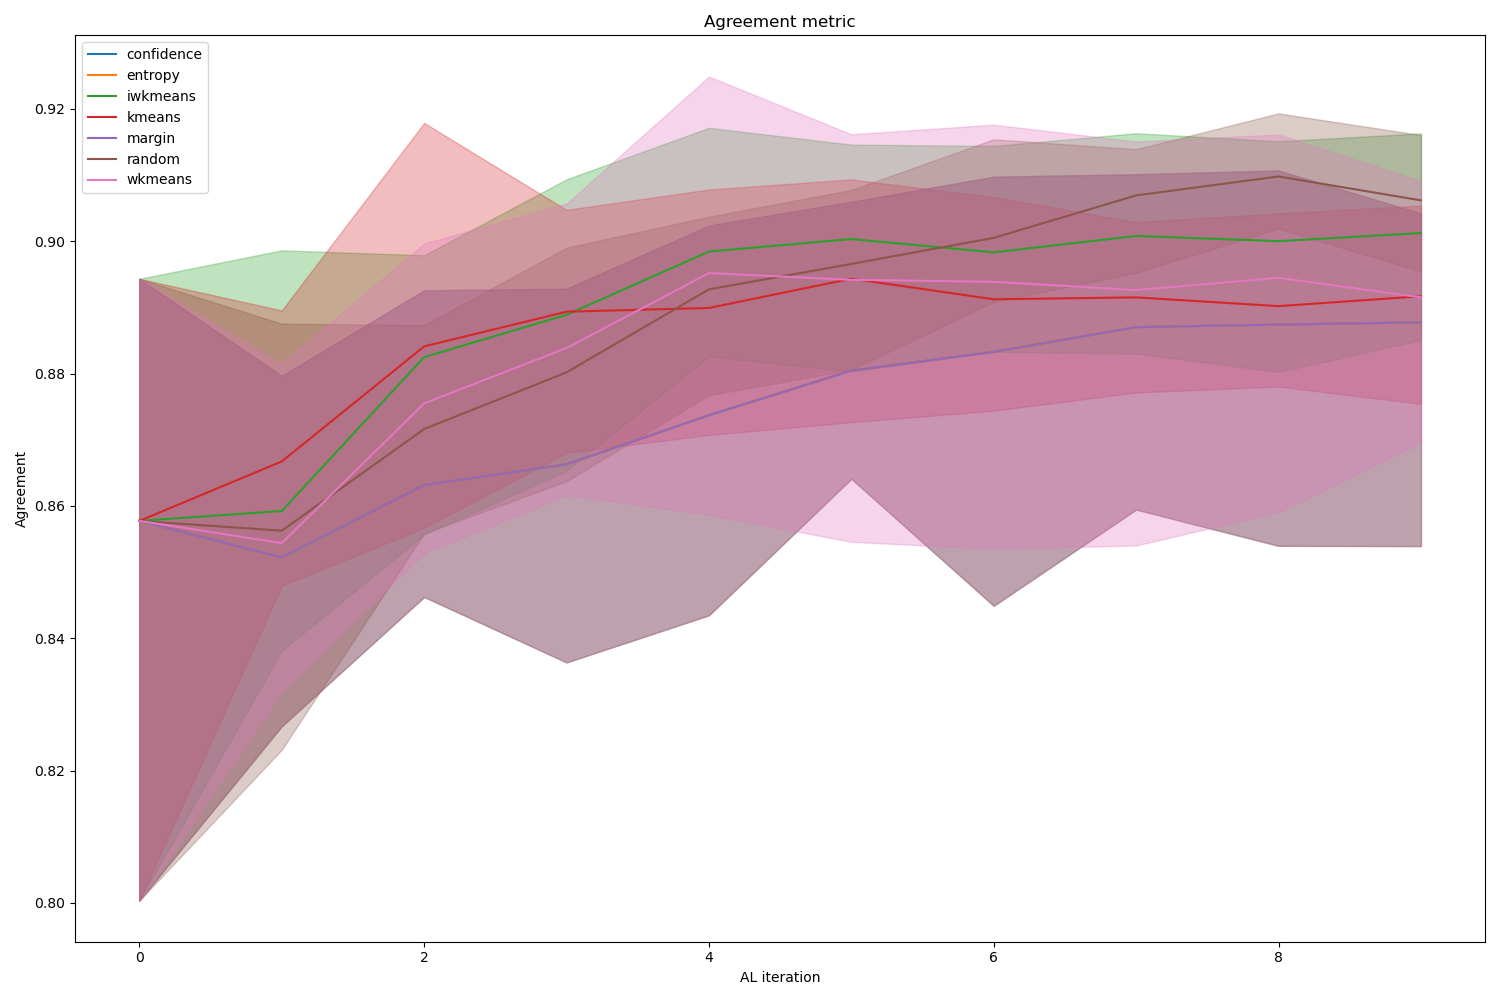 Agreement metric
confidence
entropy
iwkmeans
kmeans
margin
random
wkmeans
0.92
0.90
0.88
0.86
0.84
0.82
0.80
Agreement
0 2 4 6 8
AL iteration